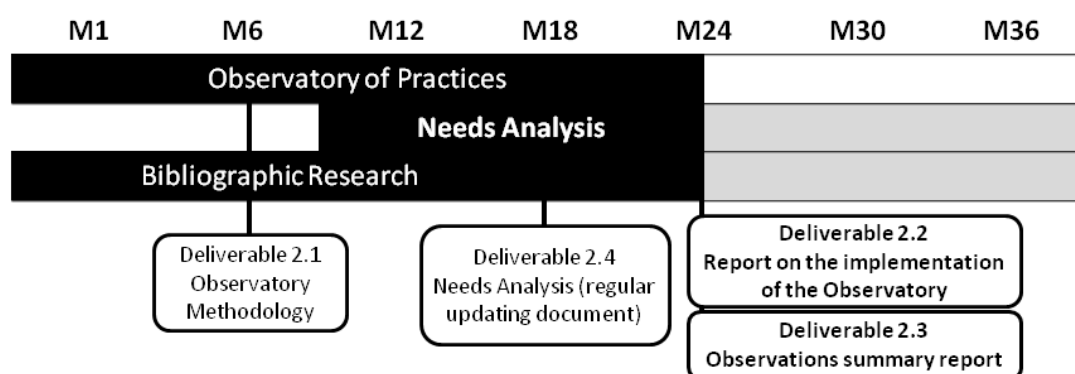 M1 M6 M12 M18 M24 M30 M36
Observatory of Practices
Needs Analysis
Bibliographic Research
Deliverable 2.1
Observatory
Methodology
Deliverable 2.4
Needs Analysis (regular
updating document)
Deliverable 2.2
Report on the implementation
of the Observatory
Deliverable 2.3
Observations summary report